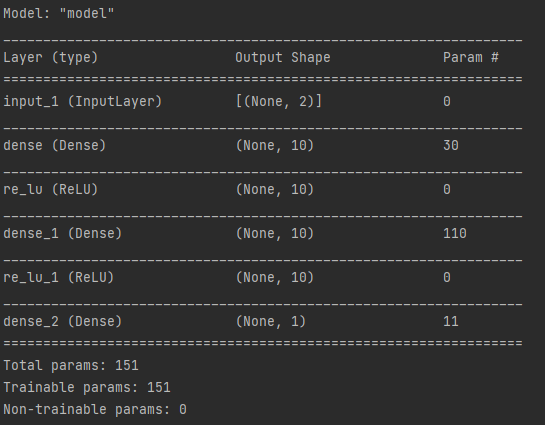 Model: "model"
_________________________________________________________________
Layer (type)                 Output Shape              Param #
=================================================================
input_1 (InputLayer)         [(None, 2)]               0
_________________________________________________________________
dense (Dense)                (None, 10)                30
_________________________________________________________________
re_lu (ReLU)                 (None, 10)                0
_________________________________________________________________
dense_1 (Dense)              (None, 10)                110
_________________________________________________________________
re_lu_1 (ReLU)               (None, 10)                0
_________________________________________________________________
dense_2 (Dense)              (None, 1)                 11
=================================================================
Total params: 151
Trainable params: 151
Non-trainable params: 0